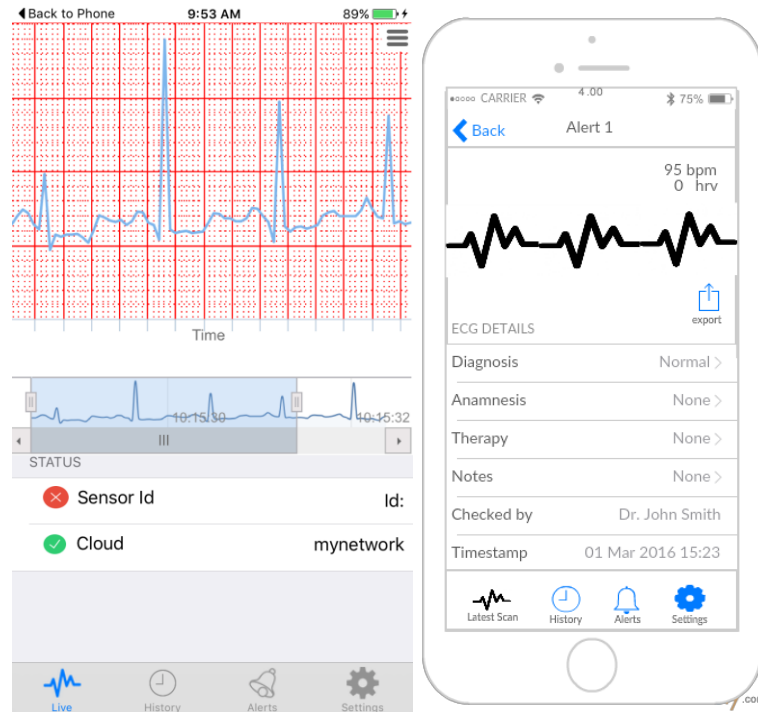 Back to Phone 9:53 AM 89%
Time
10:15:30 10:15:32
STATUS
Sensor Id Id:
Cloud mynetwork
Live History Alerts Settings
CARRIER 4.00 75%
Back Alert 1
95 bpm
0 hrv
export
ECG DETAILS
Diagnosis Normal
Anamnesis None
Therapy None
Notes None
Checked by Dr. John Smith
Timestamp 01 Mar 2016 15:23
Latest Scan History Alerts Settings
.com